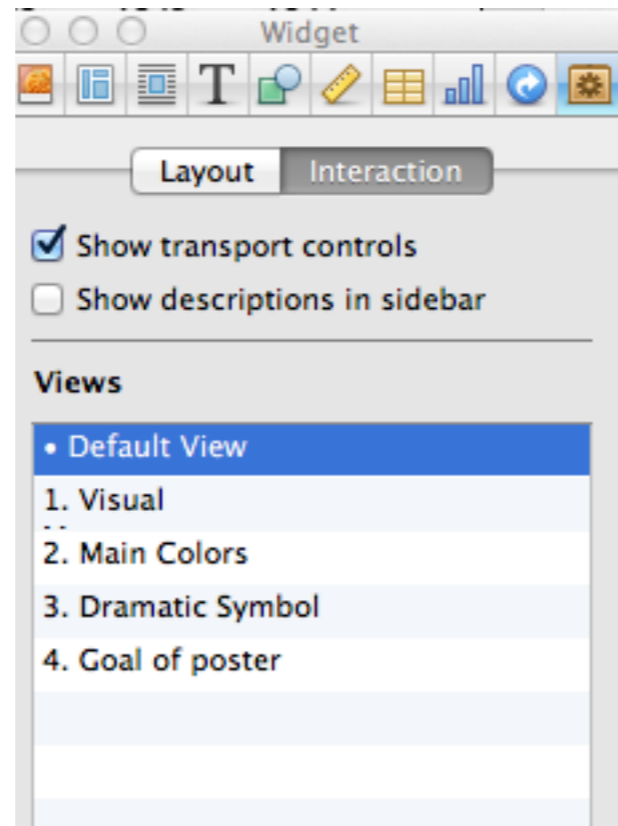 Widget
Layout Interaction
Show transport controls
Show descriptions in sidebar
Views
• Default View
1. Visual
2. Main Colors
3. Dramatic Symbol
4. Goal of poster